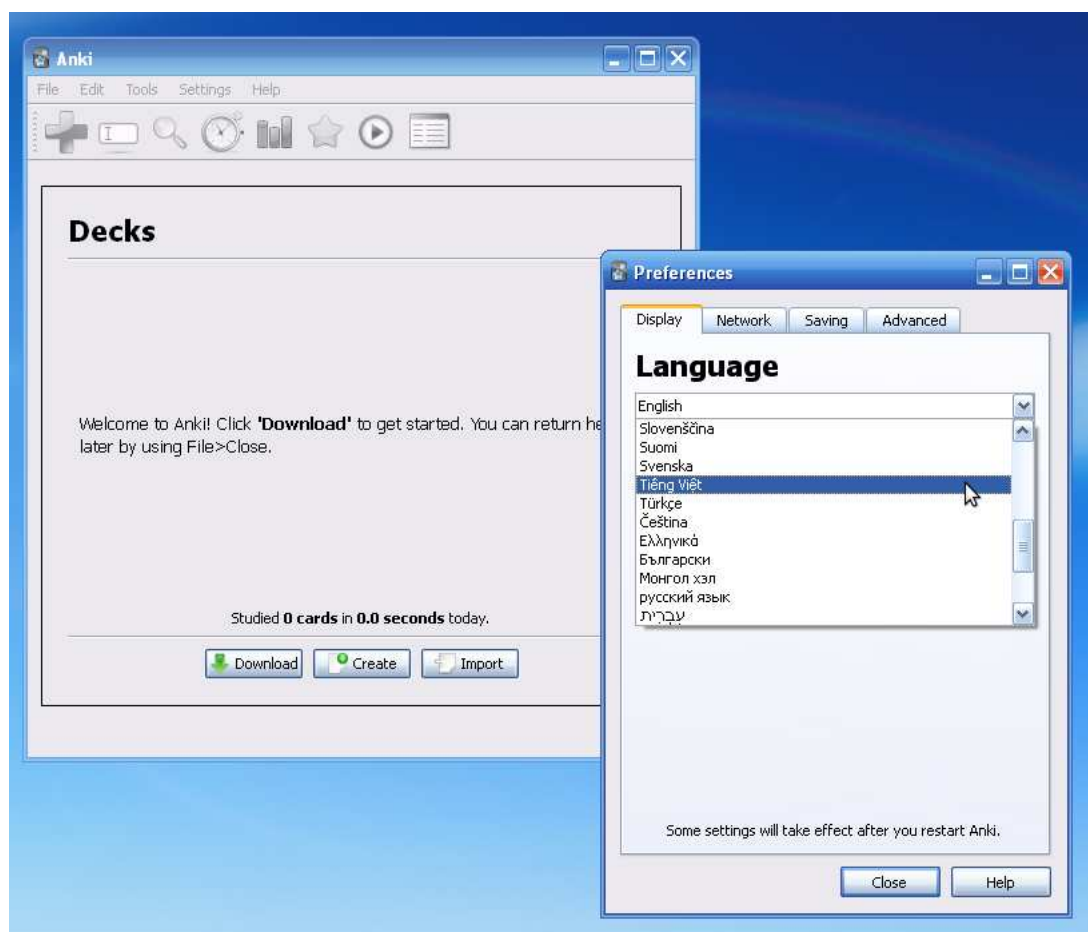 Anki
File Edit Tools Settings Help
Decks
Welcome to Anki! Click 'Download' to get started. You can return he
later by using File>Close.
Studied 0 cards in 0.0 seconds today.
Download Create Import
Preferences
Display Network Saving Advanced
Language
English
Slovenščina
Suomi
Svenska
Tiếng Việt
Türkçe
Čeština
Ελληνικά
Български
Монгол хэл
русский язык
עִבְרִית
Some settings will take effect after you restart Anki.
Close Help